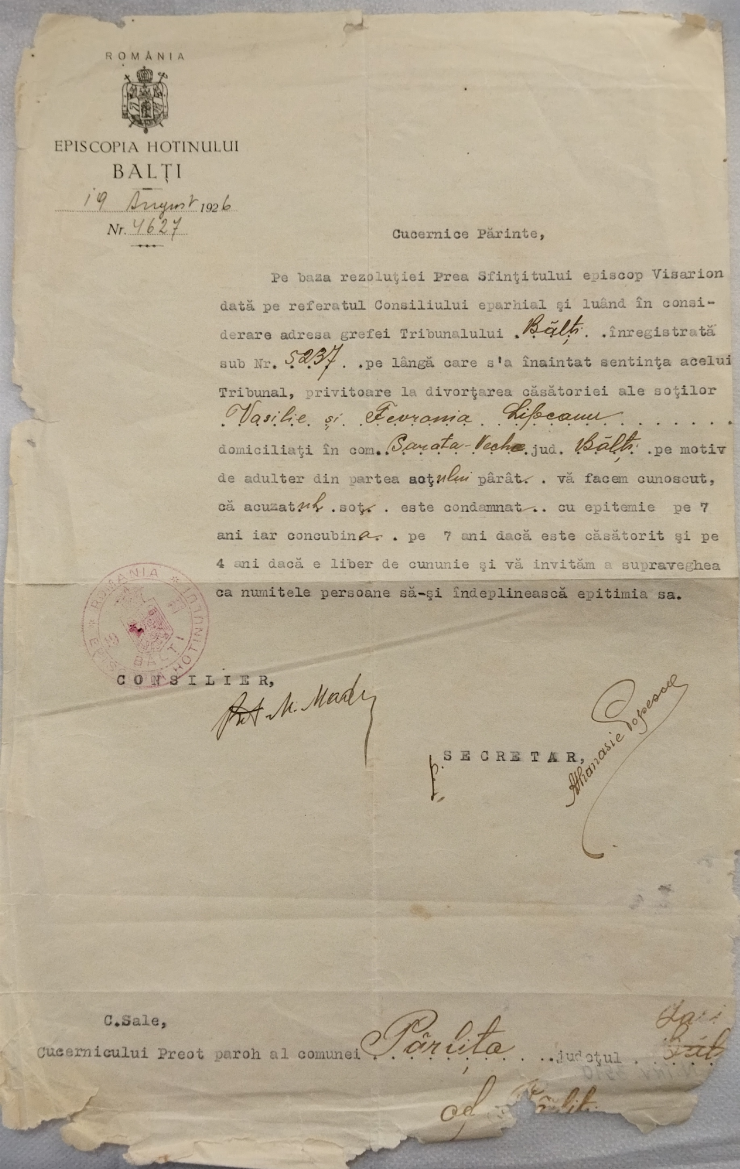 ROMÂNIA
EPISCOPIA HOTINULUI
BALȚI
19 August 1926
Nr. 4627
Cucernice Părinte,
Pe baza rezoluției Prea Sfințitului episcop Visarion
dată pe referatul Consiliului eparhial și luând în consi-
derare adresa grefei Tribunalului Bălți..înregistrată
sub Nr. 5237..pe lângă care s'a înaintat sentința acelui
Tribunal, privitoare la divorțarea căsătoriei ale soților
Vasilie și Fevronia
domiciliați în com. Sarata-Veche jud. Bălți.pe motiv
de adulter din partea soțului pârât.. vă facem cunoscut,
că acuzatul.soț. este condamnat.. cu epitemie pe 7
ani iar concubina. pe 7 ani dacă este căsătorit și pe
4 ani dacă e liber de cununie și vă invităm a supraveghea
ca numitele persoane să-și îndeplinească epitimia sa.
ROMANIA
HOTINULUI
BALTI
CONSILIER,
M.
p. SECRETAR,
Athanasie Popescu
C.Sale,
Cucernicului Preot paroh al comunei Pârlița județul